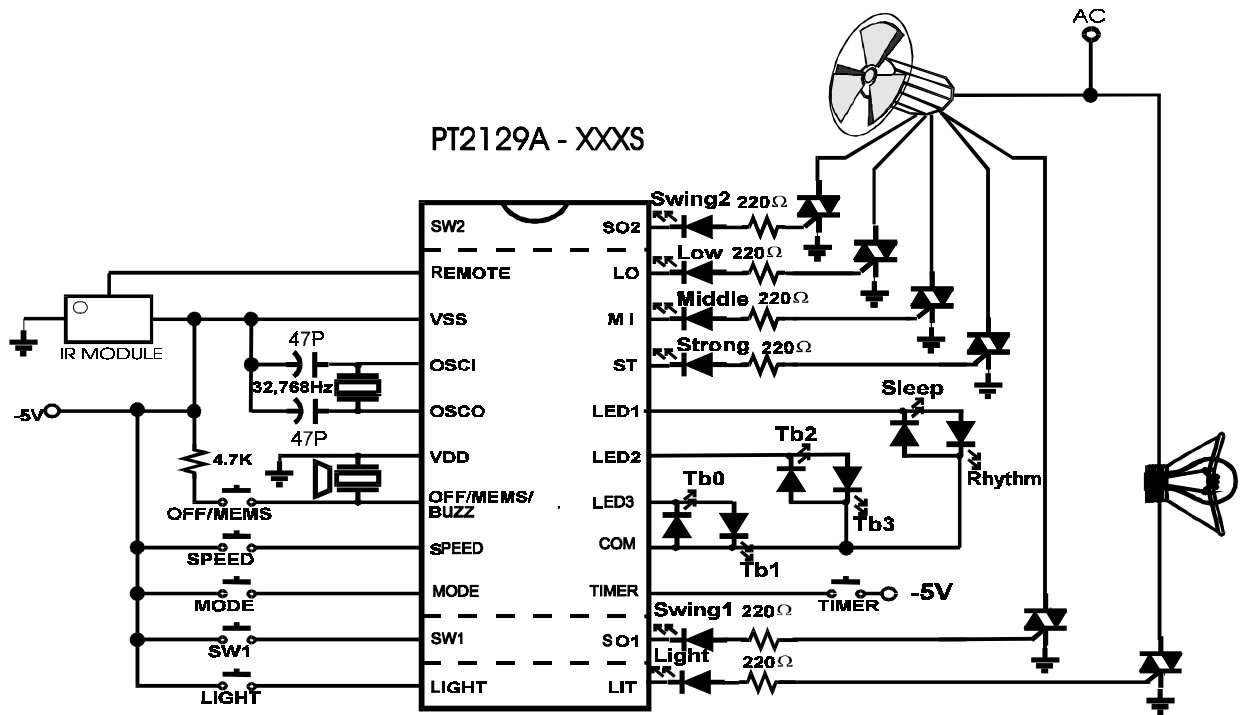 AC
PT2129A - XXXS
SW2
SO2
Swing2
220Ω
REMOTE
LO
Low
220Ω
IR MODULE
VSS
MI
Middle
220Ω
47P
OSCI
ST
Strong
220Ω
32,768Hz
-5V
OSCO
LED1
Sleep
47P
4.7K
VDD
LED2
Tb2
Rhythm
OFF/MEMS
OFF/MEMS/
BUZZ
LED3
Tb0
Tb3
SPEED
SPEED
COM
Tb1
MODE
MODE
TIMER
TIMER
-5V
SW1
SW1
SO1
Swing1
220Ω
LIGHT
LIGHT
LIT
Light
220Ω